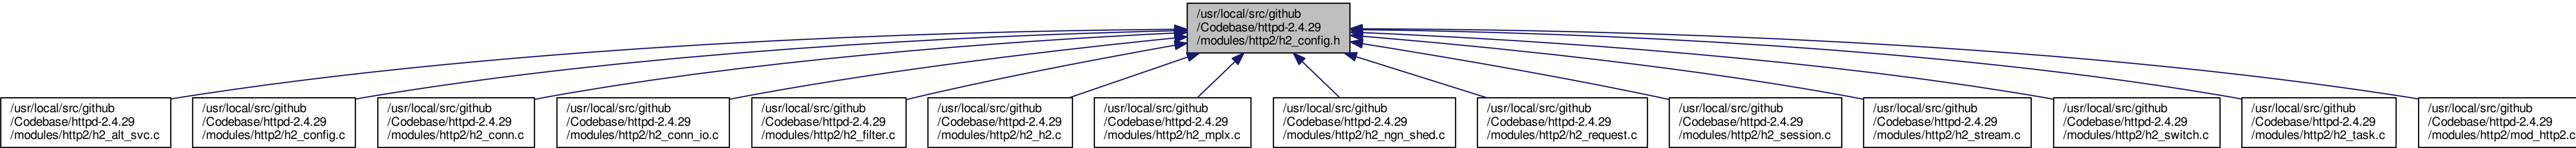 /usr/local/src/github
/Codebase/httpd-2.4.29
/modules/http2/h2_config.h
/usr/local/src/github
/Codebase/httpd-2.4.29
/modules/http2/h2_alt_svc.c
/usr/local/src/github
/Codebase/httpd-2.4.29
/modules/http2/h2_config.c
/usr/local/src/github
/Codebase/httpd-2.4.29
/modules/http2/h2_conn.c
/usr/local/src/github
/Codebase/httpd-2.4.29
/modules/http2/h2_conn_io.c
/usr/local/src/github
/Codebase/httpd-2.4.29
/modules/http2/h2_filter.c
/usr/local/src/github
/Codebase/httpd-2.4.29
/modules/http2/h2_h2.c
/usr/local/src/github
/Codebase/httpd-2.4.29
/modules/http2/h2_mplx.c
/usr/local/src/github
/Codebase/httpd-2.4.29
/modules/http2/h2_ngn_shed.c
/usr/local/src/github
/Codebase/httpd-2.4.29
/modules/http2/h2_request.c
/usr/local/src/github
/Codebase/httpd-2.4.29
/modules/http2/h2_session.c
/usr/local/src/github
/Codebase/httpd-2.4.29
/modules/http2/h2_stream.c
/usr/local/src/github
/Codebase/httpd-2.4.29
/modules/http2/h2_switch.c
/usr/local/src/github
/Codebase/httpd-2.4.29
/modules/http2/h2_task.c
/usr/local/src/github
/Codebase/httpd-2.4.29
/modules/http2/mod_http2.c